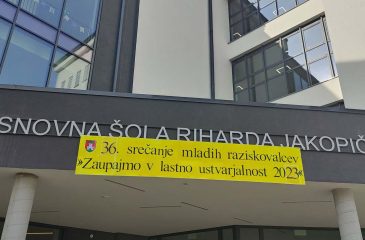 SNOVNA ŠOLA RIHARDA JAKOPIČ
36. srečanje mladih raziskovalcev
»Zaupajmo v lastno ustvarjalnost 2023«